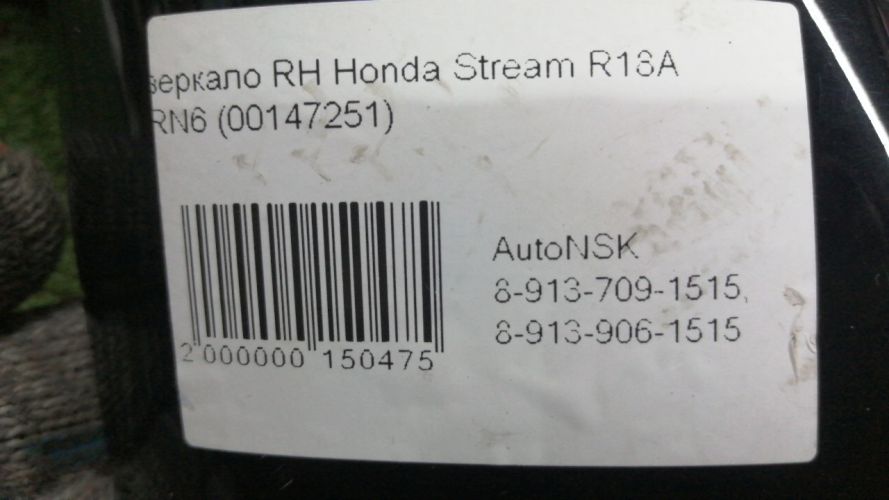 зеркало RH Honda Stream R18A
RN6 (00147251)
AutoNSK
8-913-709-1515,
8-913-906-1515
2 000000 150475